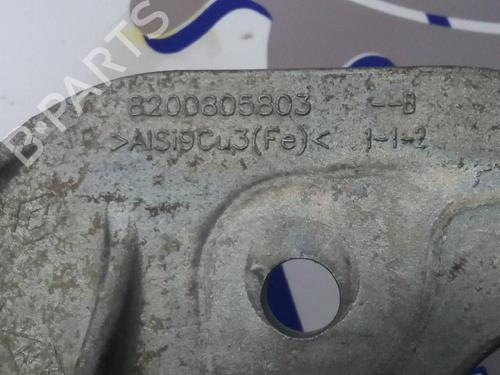 B-PARTS
8200805803 --B
>AlSi9Cu3(Fe)< 1-1-2